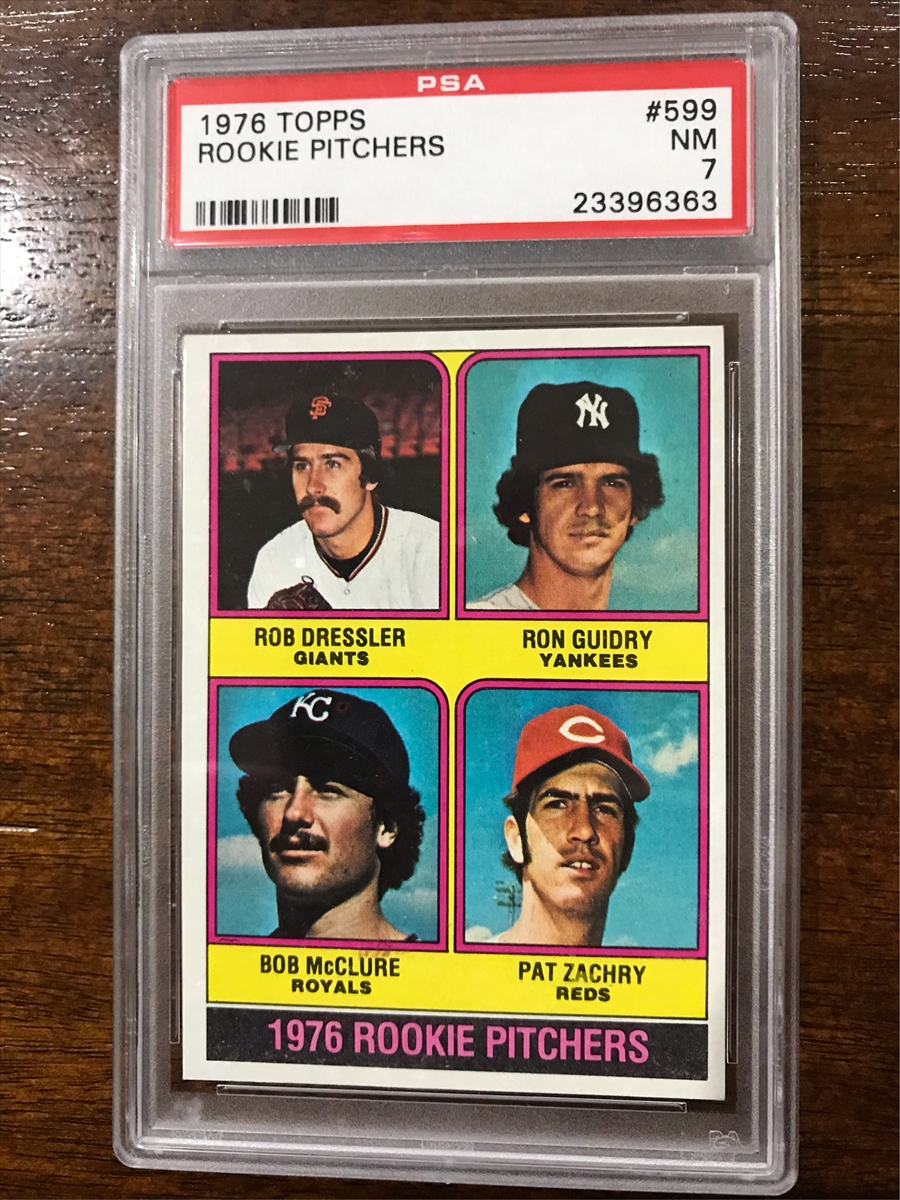 PSA
1976 TOPPS #599
ROOKIE PITCHERS NM
7
23396363
SF
NY
ROB DRESSLER
GIANTS
RON GUIDRY
YANKEES
KC
C
BOB McCLURE
ROYALS
PAT ZACHRY
REDS
1976 ROOKIE PITCHERS